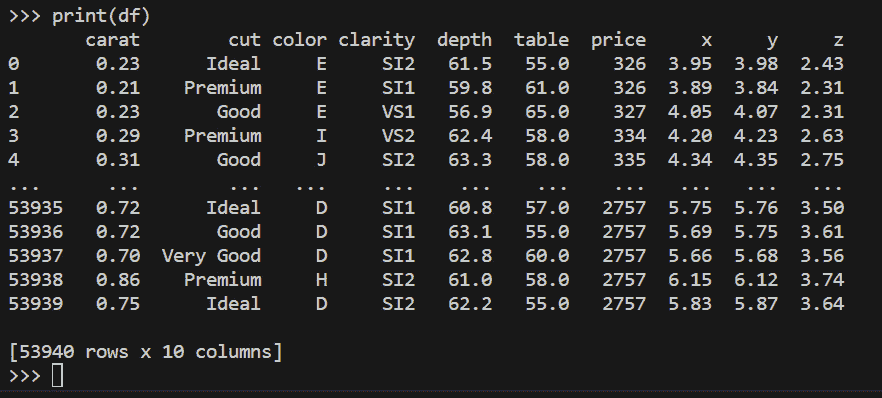 >>> print(df)
       carat        cut color clarity  depth  table  price     x     y     z
0       0.23      Ideal     E     SI2   61.5   55.0    326  3.95  3.98  2.43
1       0.21    Premium     E     SI1   59.8   61.0    326  3.89  3.84  2.31
2       0.23       Good     E     VS1   56.9   65.0    327  4.05  4.07  2.31
3       0.29    Premium     I     VS2   62.4   58.0    334  4.20  4.23  2.63
4       0.31       Good     J     SI2   63.3   58.0    335  4.34  4.35  2.75
...      ...        ...   ...     ...    ...    ...    ...   ...   ...   ...
53935   0.72      Ideal     D     SI1   60.8   57.0   2757  5.75  5.76  3.50
53936   0.72       Good     D     SI1   63.1   55.0   2757  5.69  5.75  3.61
53937   0.70  Very Good     D     SI1   62.8   60.0   2757  5.66  5.68  3.56
53938   0.86    Premium     H     SI2   61.0   58.0   2757  6.15  6.12  3.74
53939   0.75      Ideal     D     SI2   62.2   55.0   2757  5.83  5.87  3.64
[53940 rows x 10 columns]
>>>